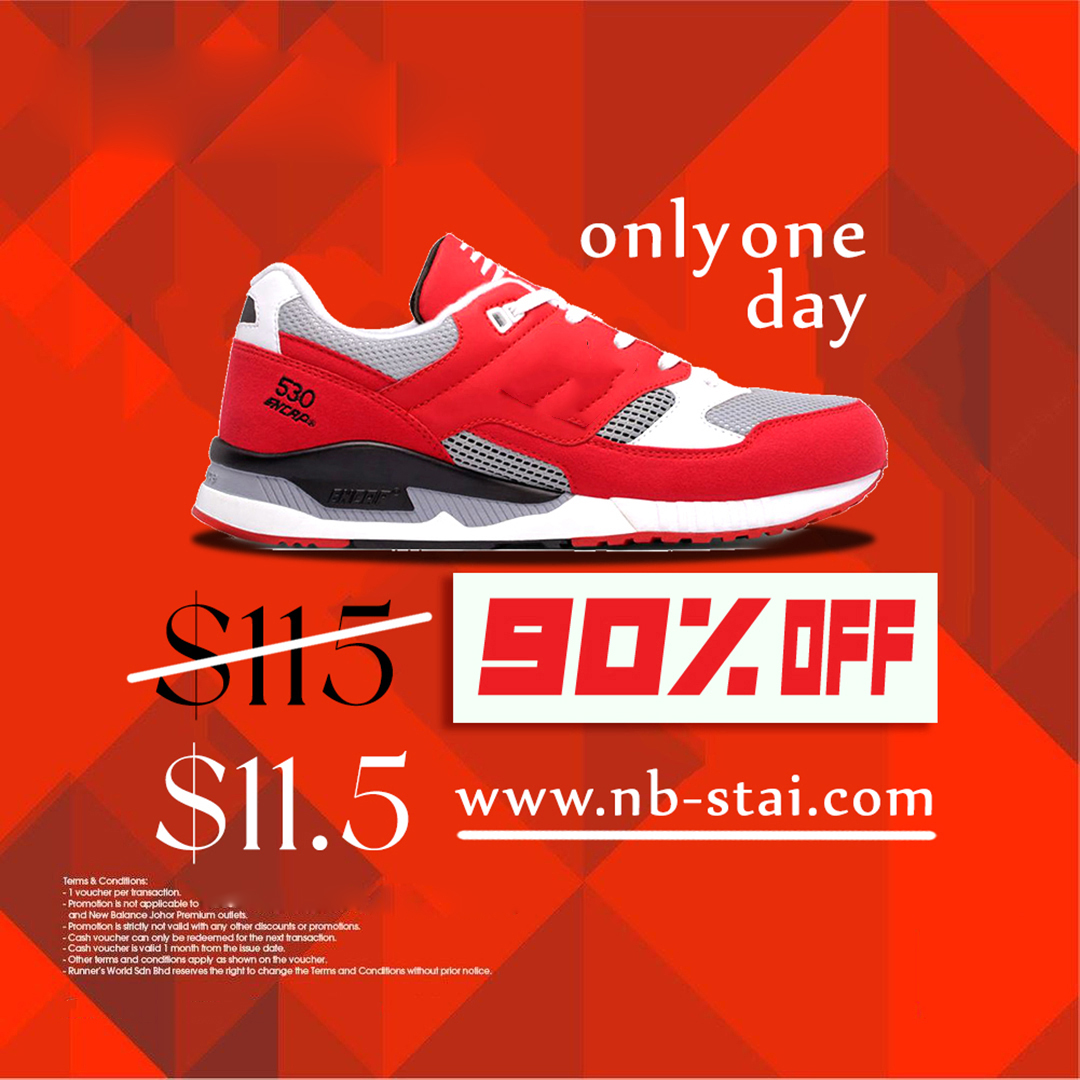 only one
day
530
ENCAP
ENCAP
$115
90% OFF
$11.5
www.nb-stai.com
Terms & Conditions:
- 1 voucher per transaction.
- Promotion is not applicable to
and New Balance Johor Premium outlets.
- Promotion is strictly not valid with any other discounts or promotions.
- Cash voucher can only be redeemed for the next transaction.
- Cash voucher is valid 1 month from the issue date.
- Other terms and conditions apply as shown on the voucher.
- Runner's World Sdn Bhd reserves the right to change the Terms and Conditions without prior notice.